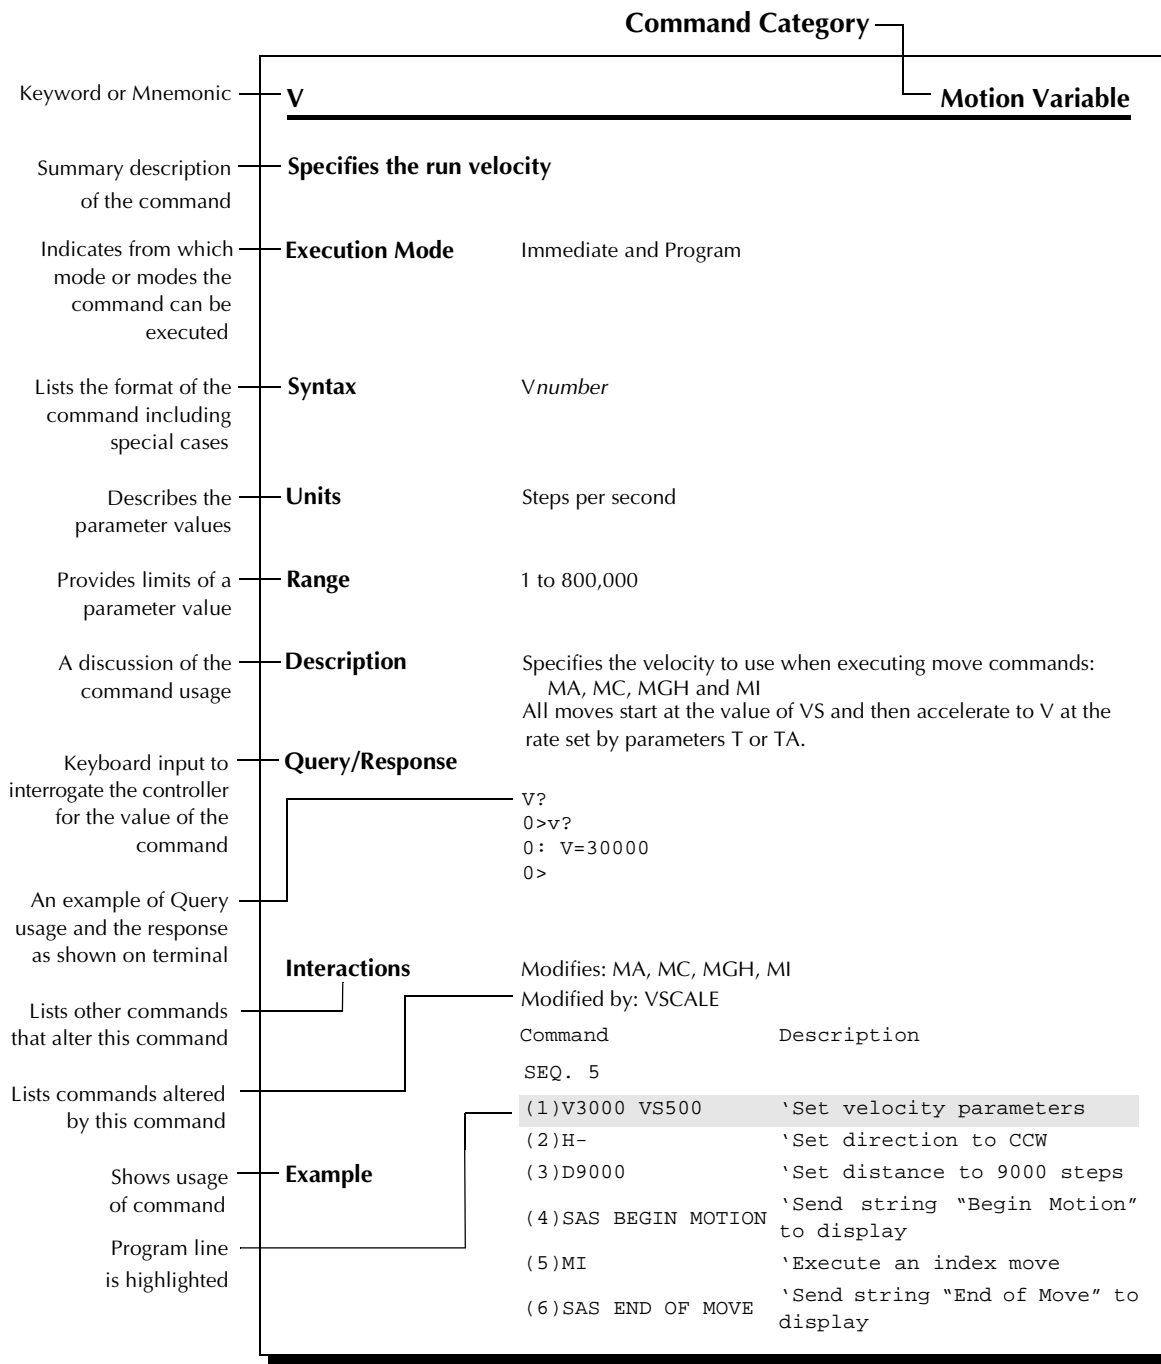 Command Category
Keyword or Mnemonic
V
Motion Variable
Summary description
of the command
Specifies the run velocity
Indicates from which
mode or modes the
command can be
executed
Execution Mode
Immediate and Program
Lists the format of the
command including
special cases
Syntax
Vnumber
Describes the
parameter values
Units
Steps per second
Provides limits of a
parameter value
Range
1 to 800,000
A discussion of the
command usage
Description
Specifies the velocity to use when executing move commands:
MA, MC, MGH and MI
All moves start at the value of VS and then accelerate to V at the
rate set by parameters T or TA.
Keyboard input to
interrogate the controller
for the value of the
command
Query/Response
V?
0>v?
0: V=30000
0>
An example of Query
usage and the response
as shown on terminal
Interactions
Modifies: MA, MC, MGH, MI
Modified by: VSCALE
Lists other commands
that alter this command
Lists commands altered
by this command
Command Description
SEQ. 5
(1)V3000 VS500 ‘Set velocity parameters
(2)H- ‘Set direction to CCW
Shows usage
of command
Example
(3)D9000 ‘Set distance to 9000 steps
(4)SAS BEGIN MOTION ‘Send string “Begin Motion”
to display
Program line
is highlighted
(5)MI ‘Execute an index move
(6)SAS END OF MOVE ‘Send string “End of Move” to
display